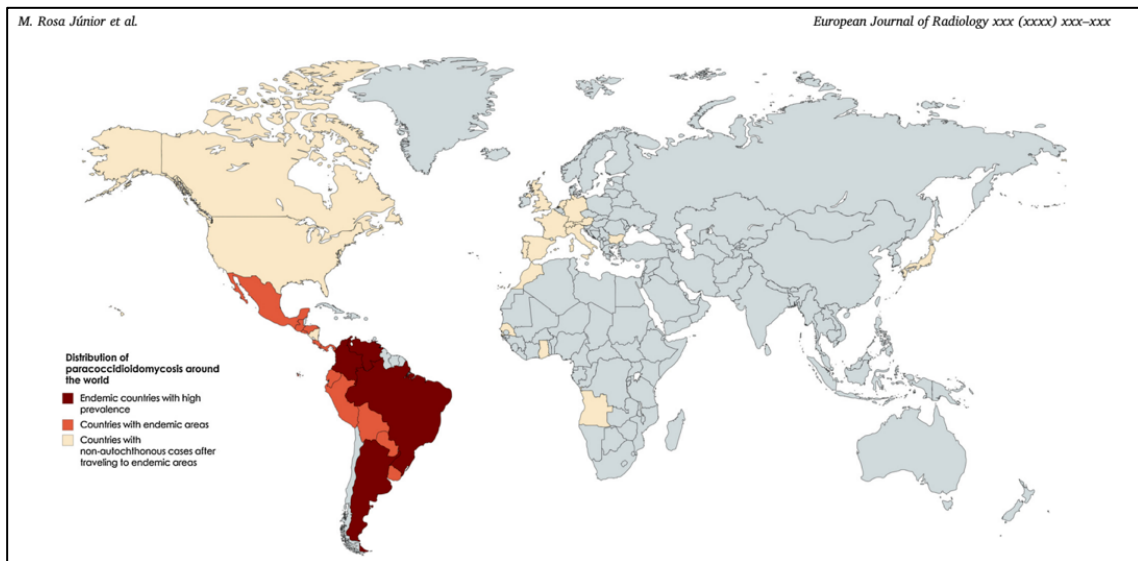 M. Rosa Júnior et al.
European Journal of Radiology xxx (xxxx) xxx–xxx
Distribution of
paracoccidioidomycosis around
the world
Endemic countries with high
prevalence
Countries with endemic areas
Countries with
non-autochthonous cases after
traveling to endemic areas